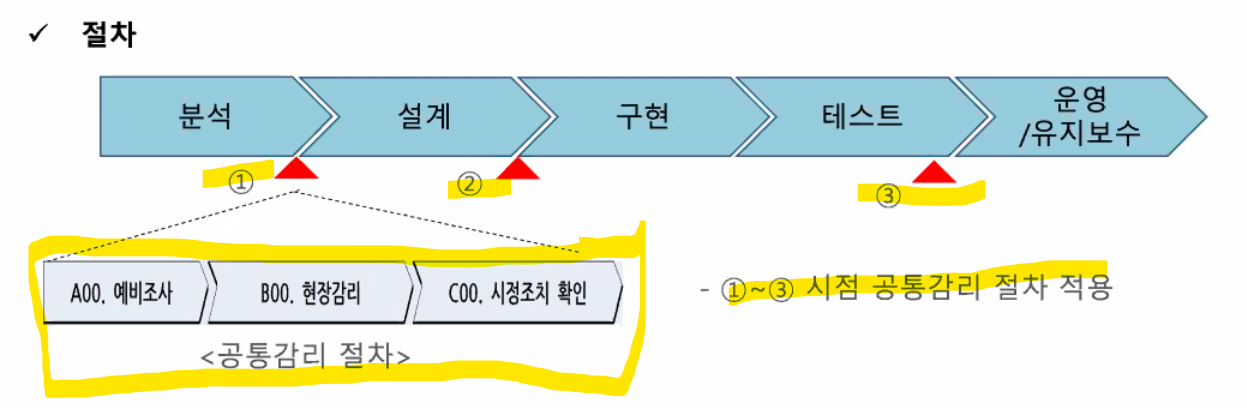 ✓ 절차
분석
설계
구현
테스트
운영
/유지보수
①
②
③
A00. 예비조사
B00. 현장감리
C00. 시정조치 확인
- ①~③ 시점 공통감리 절차 적용
<공통감리 절차>